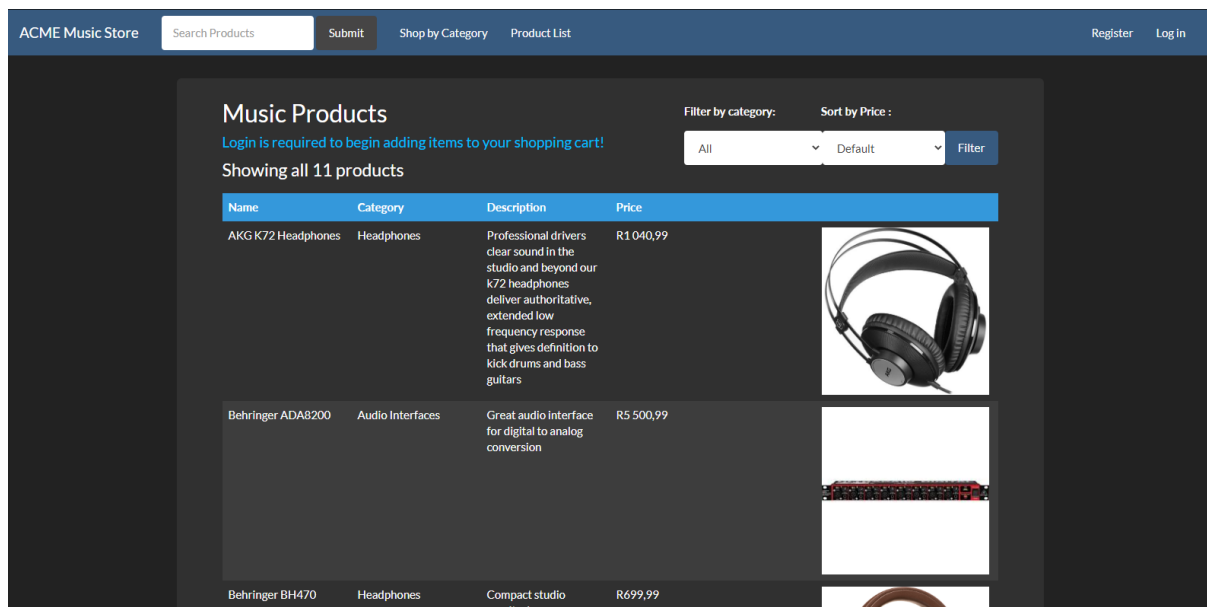 ACME Music Store
Search Products
Submit
Shop by Category
Product List
Register
Log in
Music Products
Login is required to begin adding items to your shopping cart!
Showing all 11 products
Filter by category:
Sort by Price :
All
Default
Filter
Name
Category
Description
Price
AKG K72 Headphones
Headphones
Professional drivers
clear sound in the
studio and beyond our
k72 headphones
deliver authoritative,
extended low
frequency response
that gives definition to
kick drums and bass
guitars
R1 040,99
AKG
Behringer ADA8200
Audio Interfaces
Great audio interface
for digital to analog
conversion
R5 500,99
Behringer BH470
Headphones
Compact studio
R699,99